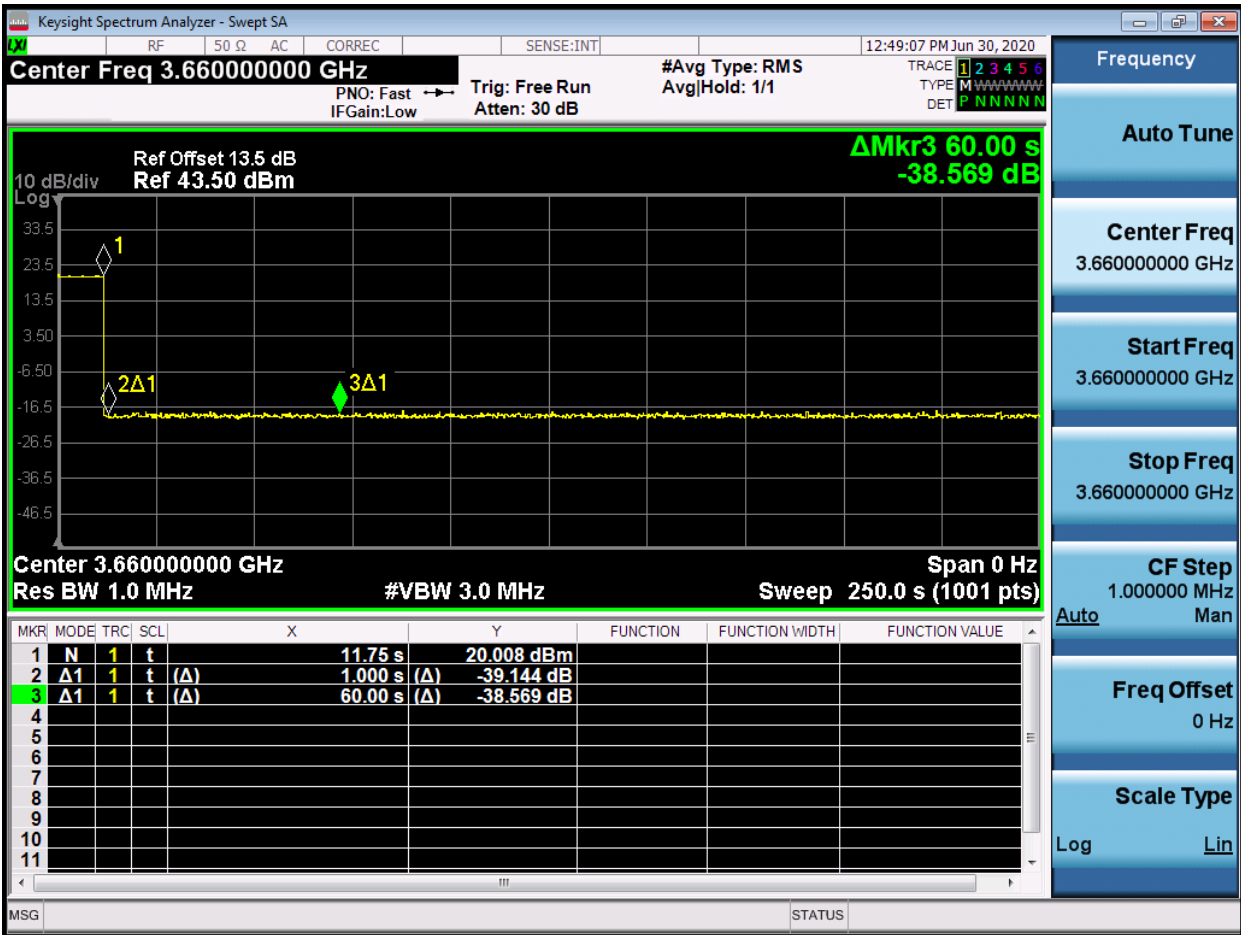 Keysight Spectrum Analyzer - Swept SA
LXI RF 50 Ω AC CORREC SENSE:INT 12:49:07 PM Jun 30, 2020
Center Freq 3.660000000 GHz
PNO: Fast
IFGain:Low
Trig: Free Run
Atten: 30 dB
#Avg Type: RMS
Avg|Hold: 1/1
TRACE 1 2 3 4 5 6
TYPE M WWWWW
DET P N N N N N
ΔMkr3 60.00 s
-38.569 dB
Ref Offset 13.5 dB
10 dB/div Ref 43.50 dBm
Log
33.5
23.5
13.5
3.50
-6.50
-16.5
-26.5
-36.5
-46.5
1
2Δ1
3Δ1
Center 3.660000000 GHz Span 0 Hz
Res BW 1.0 MHz #VBW 3.0 MHz Sweep 250.0 s (1001 pts)
MKR MODE TRC SCL X Y FUNCTION FUNCTION WIDTH FUNCTION VALUE
1 N 1 t 11.75 s 20.008 dBm
2 Δ1 1 t (Δ) 1.000 s (Δ) -39.144 dB
3 Δ1 1 t (Δ) 60.00 s (Δ) -38.569 dB
4
5
6
7
8
9
10
11
MSG STATUS
Frequency
Auto Tune
Center Freq
3.660000000 GHz
Start Freq
3.660000000 GHz
Stop Freq
3.660000000 GHz
CF Step
1.000000 MHz
Auto Man
Freq Offset
0 Hz
Scale Type
Log Lin